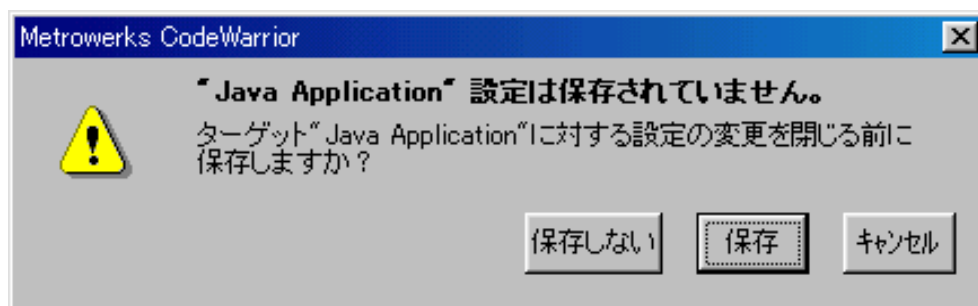 Metrowerks CodeWarrior
"Java Application" 設定は保存されていません。
ターゲット"Java Application"に対する設定の変更を閉じる前に
保存しますか？
保存しない 保存 ｷｬﾝｾﾙ